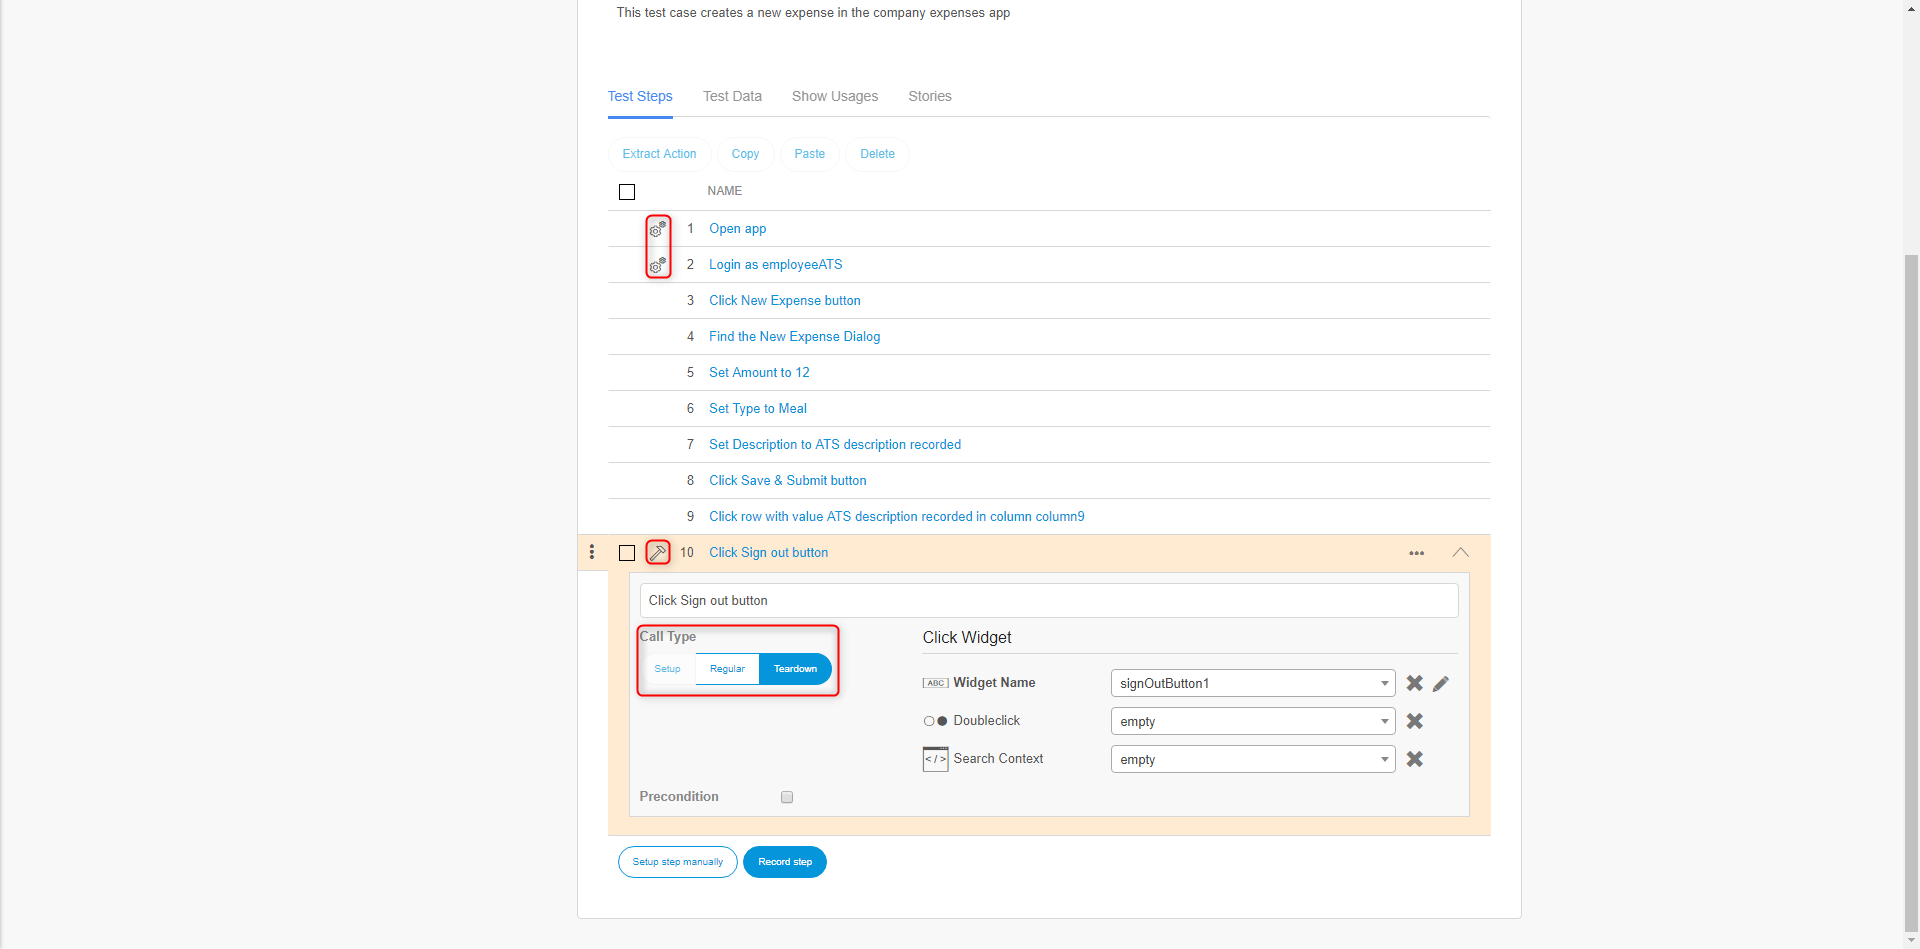 This test case creates a new expense in the company expenses app
Test Steps Test Data Show Usages Stories
Extract Action Copy Paste Delete
NAME
1 Open app
2 Login as employeeATS
3 Click New Expense button
4 Find the New Expense Dialog
5 Set Amount to 12
6 Set Type to Meal
7 Set Description to ATS description recorded
8 Click Save & Submit button
9 Click row with value ATS description recorded in column column9
10 Click Sign out button
Click Sign out button
Call Type
Setup Regular Teardown
Click Widget
ABC Widget Name signOutButton1
Doubleclick empty
</> Search Context empty
Precondition
Setup step manually Record step